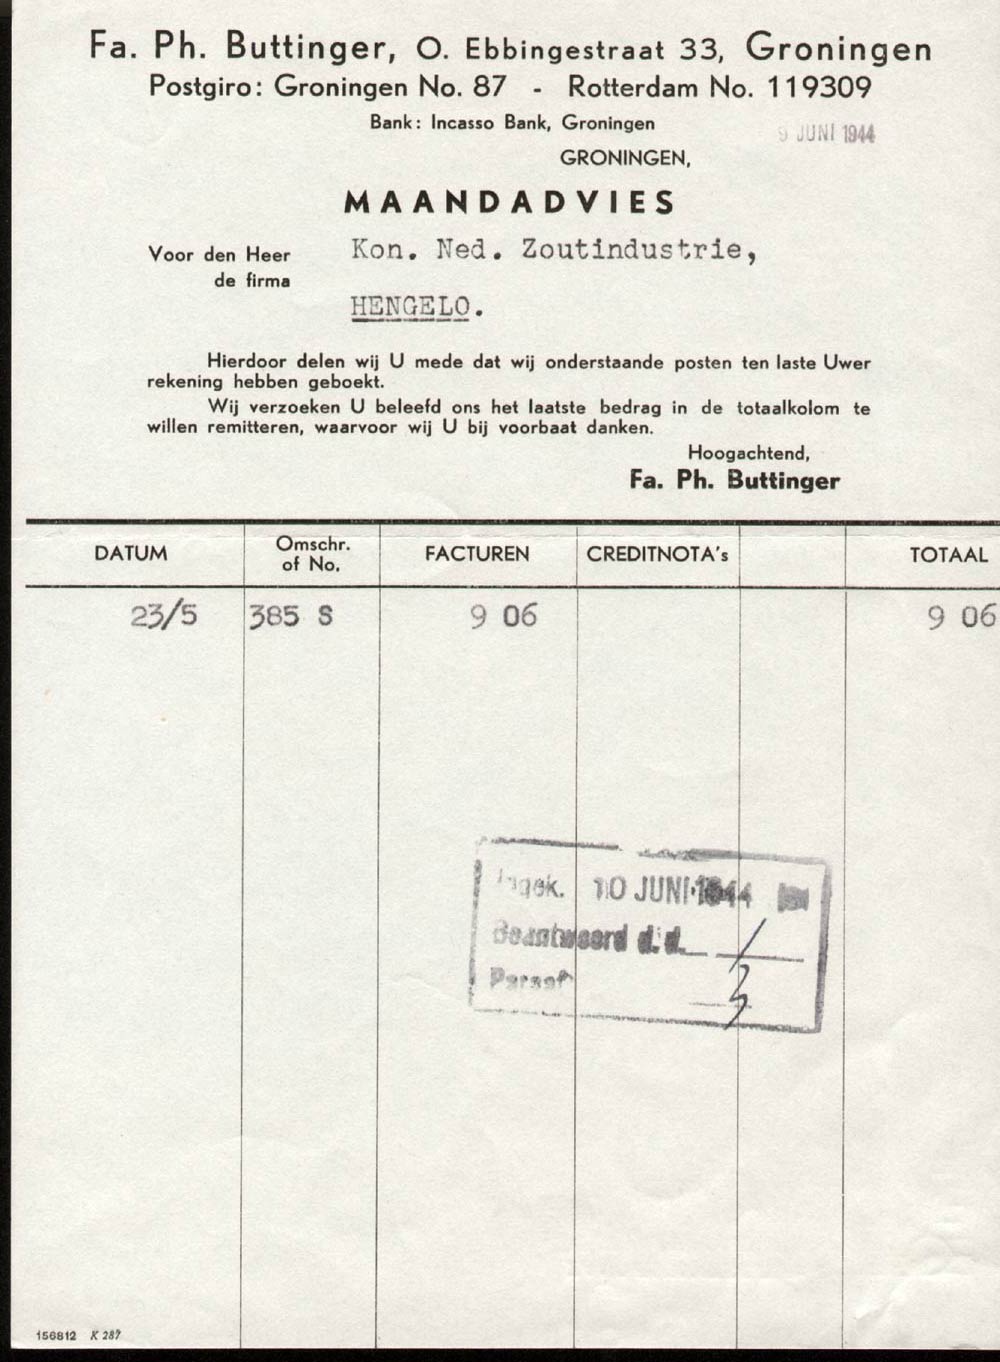 Fa. Ph. Buttinger, O. Ebbingestraat 33, Groningen
Postgiro: Groningen No. 87 - Rotterdam No. 119309
Bank: Incasso Bank, Groningen
9 JUNI 1944
GRONINGEN,
MAANDADVIES
Voor den Heer Kon. Ned. Zoutindustrie,
de firma
HENGELO.
Hierdoor delen wij U mede dat wij onderstaande posten ten laste Uwer
rekening hebben geboekt.
Wij verzoeken U beleefd ons het laatste bedrag in de totaalkolom te
willen remitteren, waarvoor wij U bij voorbaat danken.
Hoogachtend,
Fa. Ph. Buttinger
DATUM Omschr. of No. FACTUREN CREDITNOTA's TOTAAL
23/5 385 S 9 06 9 06
Ingek. 10 JUNI 1944
Beantwoord d.d.
Paraaf
156812 K 287